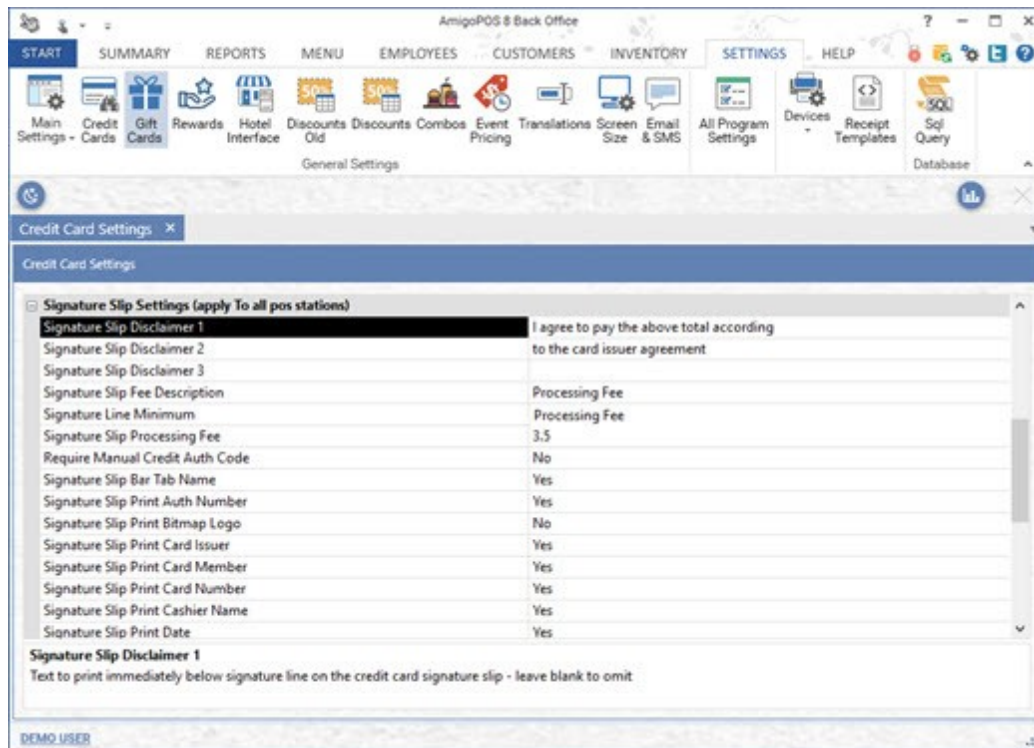 AmigoPOS 8 Back Office
START SUMMARY REPORTS MENU EMPLOYEES CUSTOMERS INVENTORY SETTINGS HELP
Main Settings Credit Cards Gift Cards Rewards Hotel Interface Discounts Old Discounts Combos Event Pricing Translations Screen Size Email & SMS All Program Settings Devices Receipt Templates Sql Query
General Settings Database
Credit Card Settings
Credit Card Settings
Signature Slip Settings (apply To all pos stations)
Signature Slip Disclaimer 1 I agree to pay the above total according
Signature Slip Disclaimer 2 to the card issuer agreement
Signature Slip Disclaimer 3
Signature Slip Fee Description Processing Fee
Signature Line Minimum Processing Fee
Signature Slip Processing Fee 3.5
Require Manual Credit Auth Code No
Signature Slip Bar Tab Name Yes
Signature Slip Print Auth Number Yes
Signature Slip Print Bitmap Logo No
Signature Slip Print Card Issuer Yes
Signature Slip Print Card Member Yes
Signature Slip Print Card Number Yes
Signature Slip Print Cashier Name Yes
Signature Slip Print Date Yes
Signature Slip Disclaimer 1
Text to print immediately below signature line on the credit card signature slip - leave blank to omit
DEMO USER